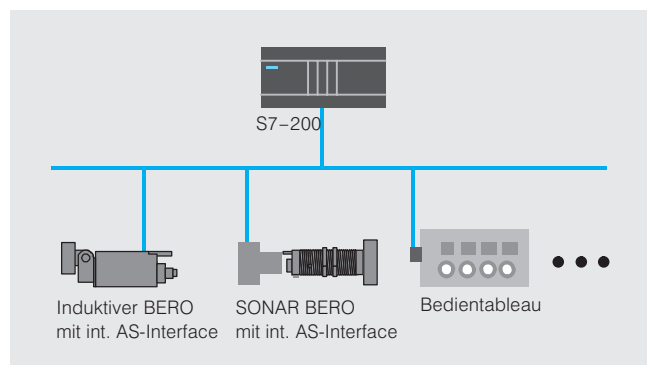 S7–200
Induktiver BERO
mit int. AS-Interface
SONAR BERO
mit int. AS-Interface
Bedientableau